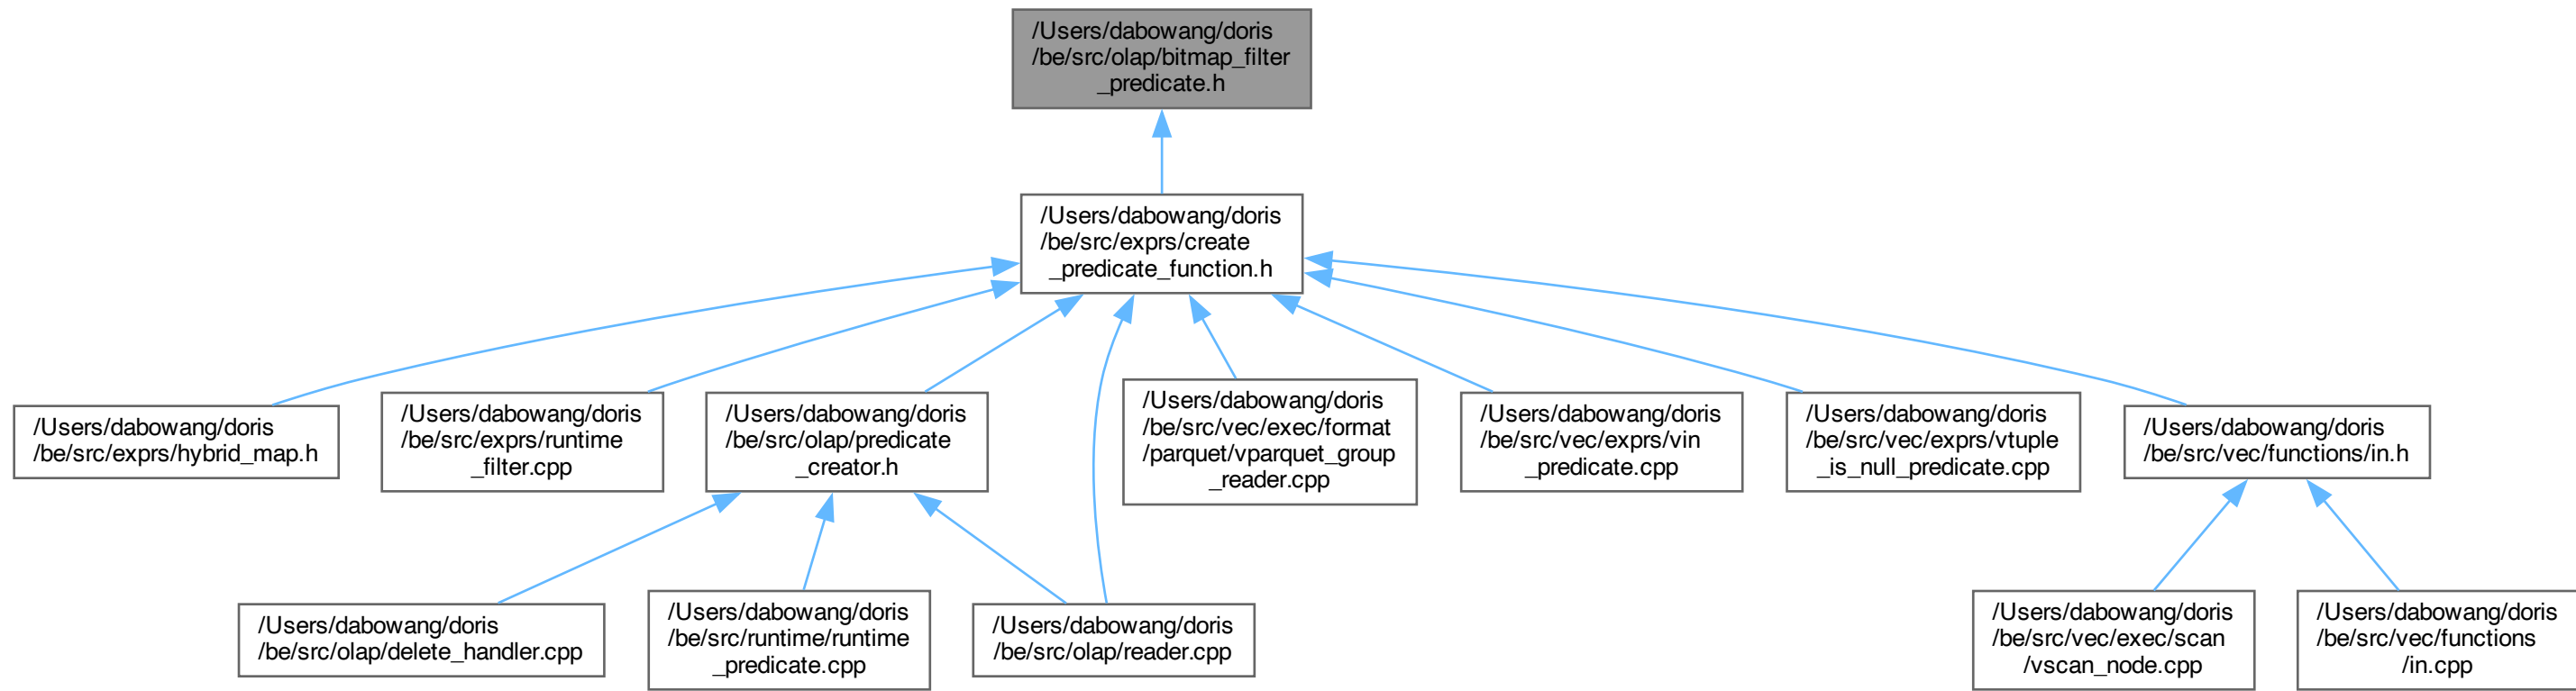 /Users/dabowang/doris
/be/src/olap/bitmap_filter
_predicate.h
/Users/dabowang/doris
/be/src/exprs/create
_predicate_function.h
/Users/dabowang/doris
/be/src/exprs/hybrid_map.h
/Users/dabowang/doris
/be/src/exprs/runtime
_filter.cpp
/Users/dabowang/doris
/be/src/olap/predicate
_creator.h
/Users/dabowang/doris
/be/src/vec/exec/format
/parquet/vparquet_group
_reader.cpp
/Users/dabowang/doris
/be/src/vec/exprs/vin
_predicate.cpp
/Users/dabowang/doris
/be/src/vec/exprs/vtuple
_is_null_predicate.cpp
/Users/dabowang/doris
/be/src/vec/functions/in.h
/Users/dabowang/doris
/be/src/olap/delete_handler.cpp
/Users/dabowang/doris
/be/src/runtime/runtime
_predicate.cpp
/Users/dabowang/doris
/be/src/olap/reader.cpp
/Users/dabowang/doris
/be/src/vec/exec/scan
/vscan_node.cpp
/Users/dabowang/doris
/be/src/vec/functions
/in.cpp